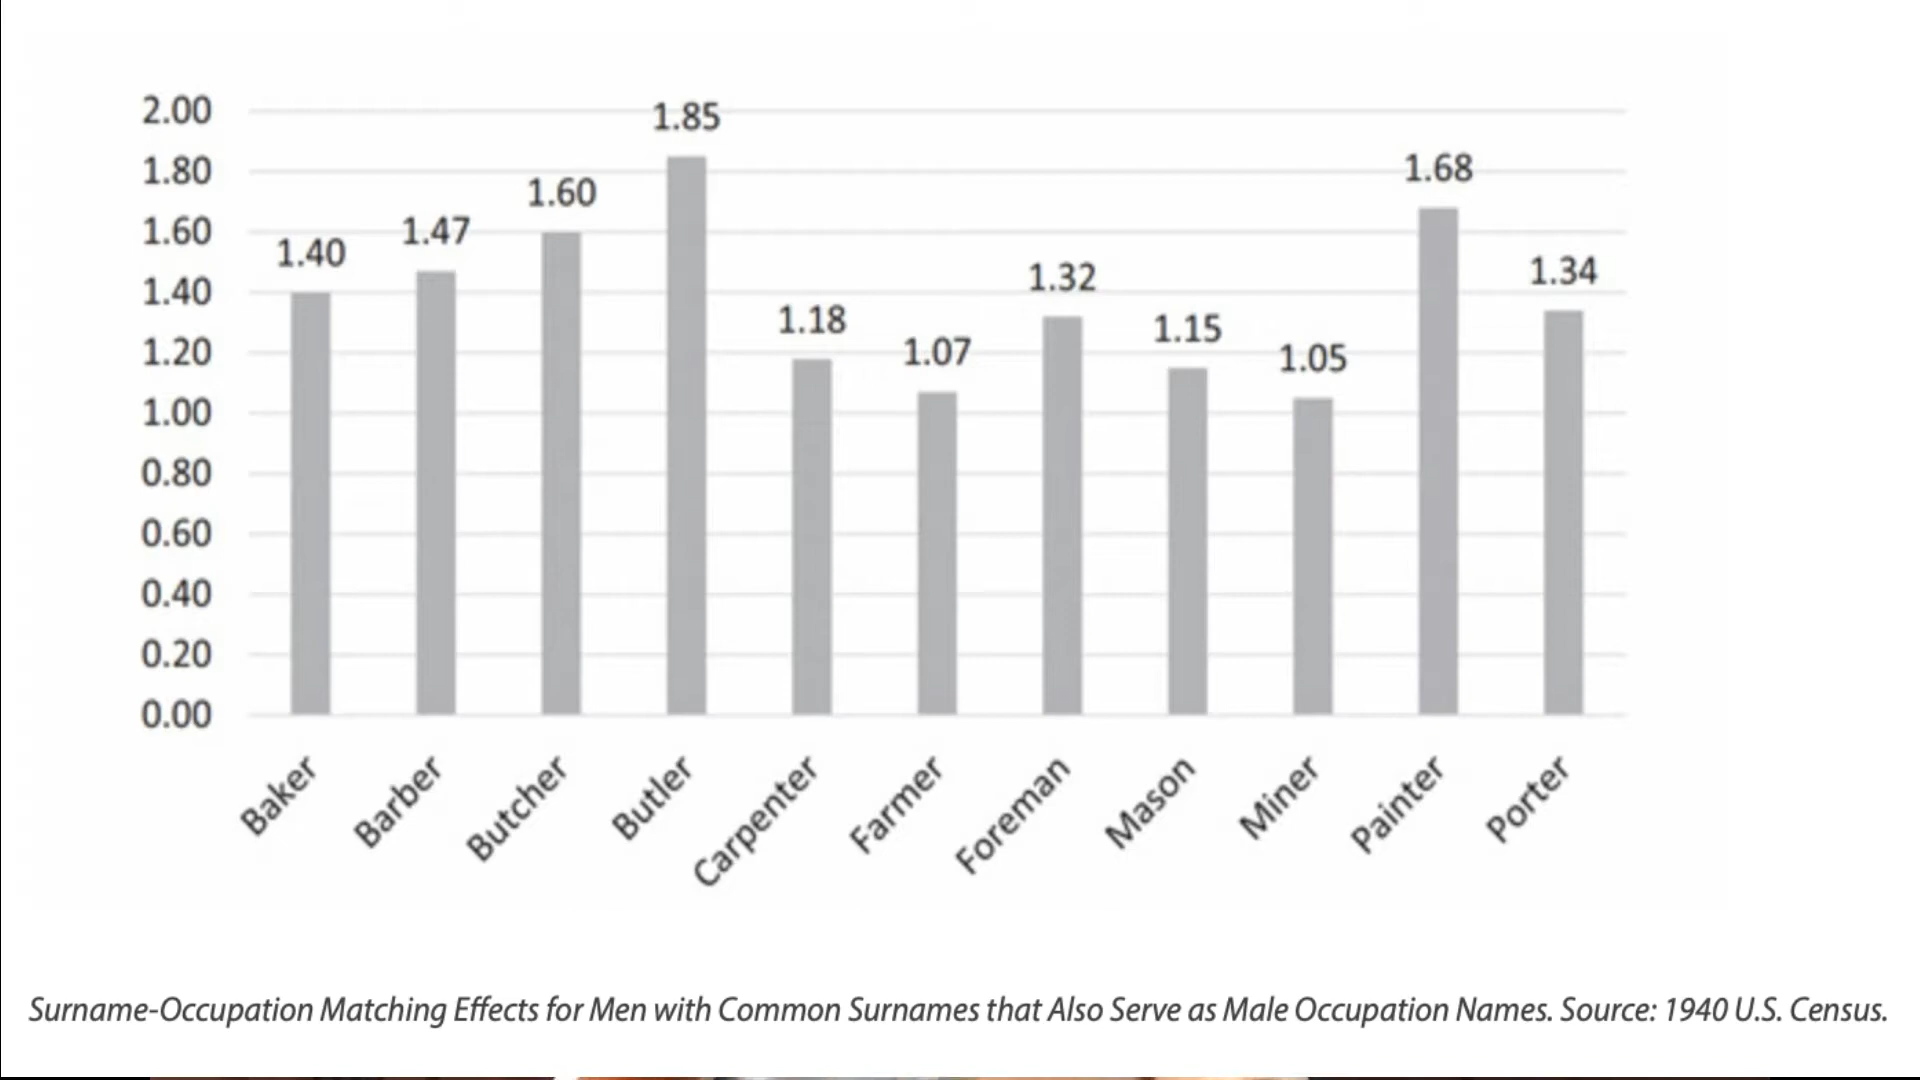 2.00
1.80
1.60
1.40
1.20
1.00
0.80
0.60
0.40
0.20
0.00
1.40
1.47
1.60
1.85
1.18
1.07
1.32
1.15
1.05
1.68
1.34
Baker
Barber
Butcher
Butler
Carpenter
Farmer
Foreman
Mason
Miner
Painter
Porter
Surname-Occupation Matching Effects for Men with Common Surnames that Also Serve as Male Occupation Names. Source: 1940 U.S. Census.